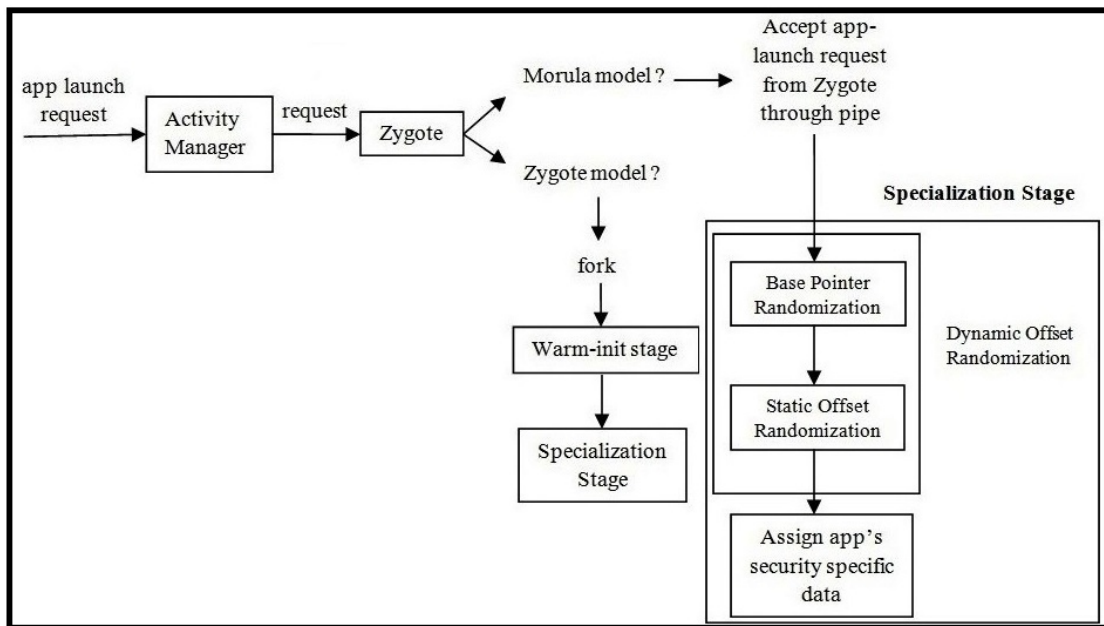 app launch
request
Activity
Manager
request
Zygote
Morula model ?
Accept app-
launch request
from Zygote
through pipe
Zygote model ?
fork
Warm-init stage
Specialization
Stage
Specialization Stage
Base Pointer
Randomization
Static Offset
Randomization
Dynamic Offset
Randomization
Assign app's
security specific
data